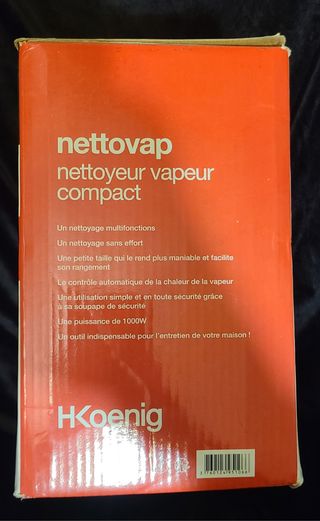 nettovap
nettoyeur vapeur
compact
Un nettoyage multifonctions
Un nettoyage sans effort
Une petite taille qui le rend plus maniable et facilite
son rangement
Le contrôle automatique de la chaleur de la vapeur
Une utilisation simple et en toute sécurité grâce
à sa soupape de sécurité
Une puissance de 1000W
Un outil indispensable pour l'entretien de votre maison !
HKoenig